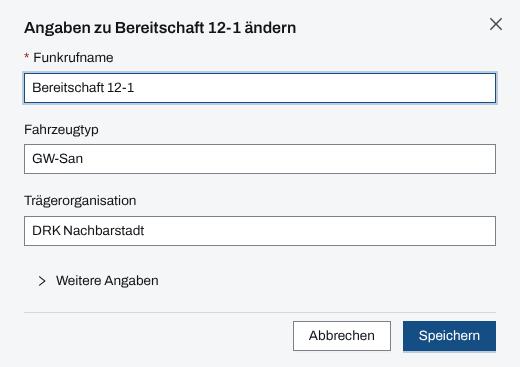 Angaben zu Bereitschaft 12-1 ändern
* Funkrufname
Bereitschaft 12-1
Fahrzeugtyp
GW-San
Trägerorganisation
DRK Nachbarstadt
Weitere Angaben
Abbrechen
Speichern